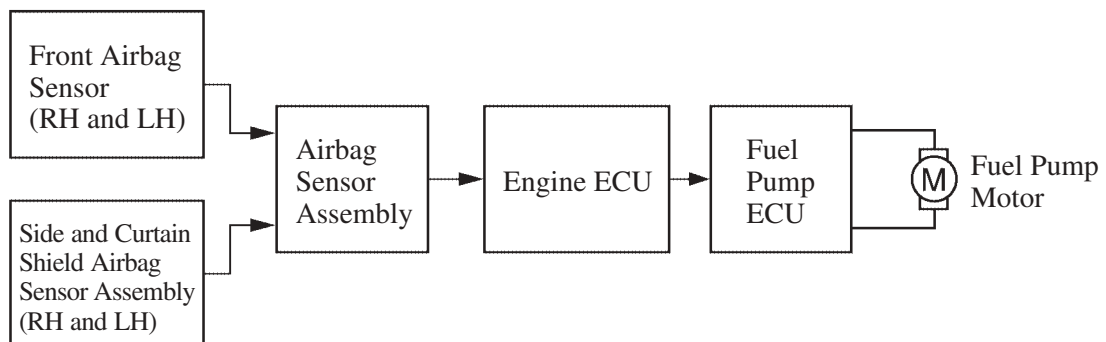 Front Airbag
Sensor
(RH and LH)
Side and Curtain
Shield Airbag
Sensor Assembly
(RH and LH)
Airbag
Sensor
Assembly
Engine ECU
Fuel
Pump
ECU
M
Fuel Pump
Motor